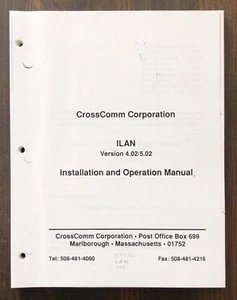 CrossComm Corporation
ILAN
Version 4.02/5.02
Installation and Operation Manual
CrossComm Corporation • Post Office Box 699
Marlborough • Massachusetts • 01752
Tel: 508-481-4060 Fax: 508-481-4216